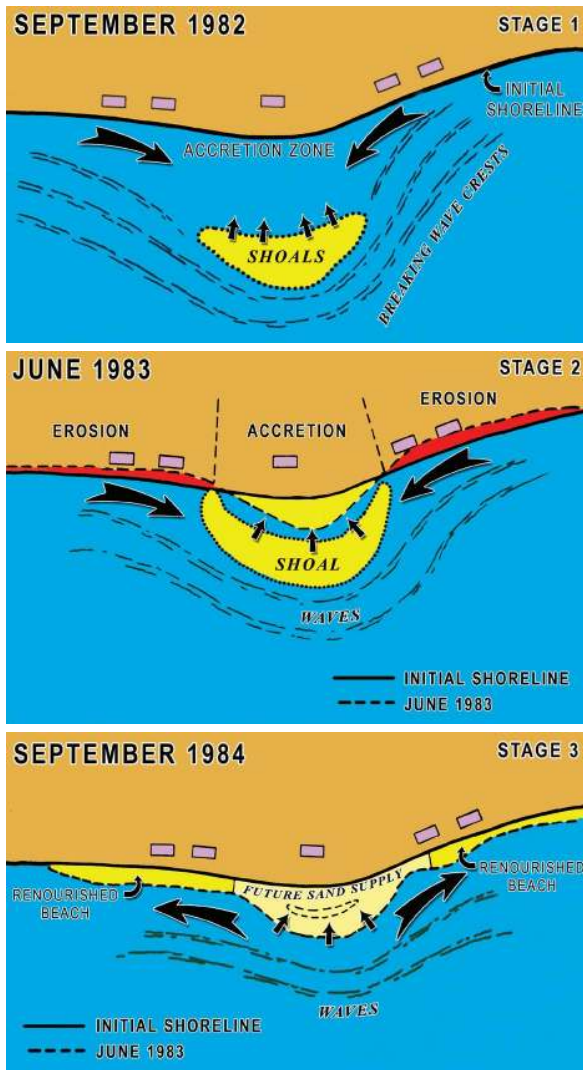 SEPTEMBER 1982
STAGE 1
INITIAL
SHORELINE
ACCRETION ZONE
SHOALS
BREAKING WAVE CRESTS
JUNE 1983
STAGE 2
EROSION
ACCRETION
EROSION
SHOAL
WAVES
INITIAL SHORELINE
JUNE 1983
SEPTEMBER 1984
STAGE 3
RENOURISHED
BEACH
FUTURE SAND SUPPLY
RENOURISHED
BEACH
WAVES
INITIAL SHORELINE
JUNE 1983